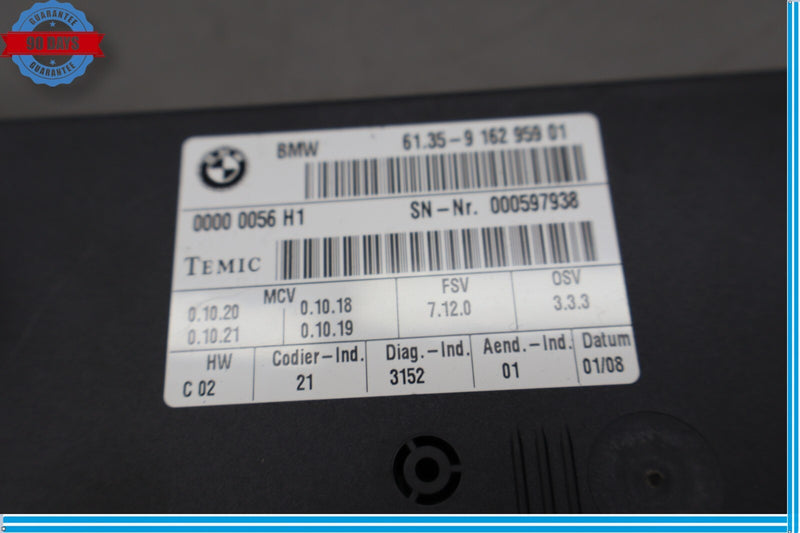 GUARANTEE
90 DAYS
GUARANTEE
BMW 61.35-9 162 959 01
0000 0056 H1 SN-Nr. 000597938
TEMIC
MCV FSV OSV
0.10.20 0.10.18 7.12.0 3.3.3
0.10.21 0.10.19
HW Codier-Ind. Diag.-Ind. Aend.-Ind. Datum
C 02 21 3152 01 01/08